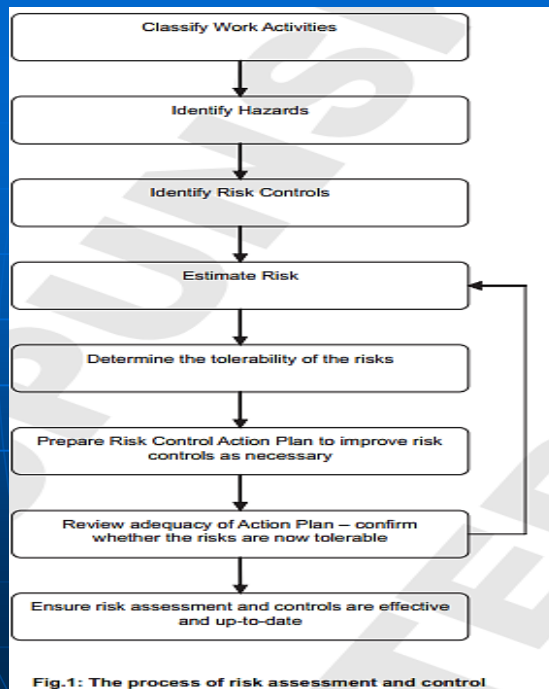 Classify Work Activities
Identify Hazards
Identify Risk Controls
Estimate Risk
Determine the tolerability of the risks
Prepare Risk Control Action Plan to improve risk
controls as necessary
Review adequacy of Action Plan – confirm
whether the risks are now tolerable
Ensure risk assessment and controls are effective
and up-to-date
Fig.1: The process of risk assessment and control